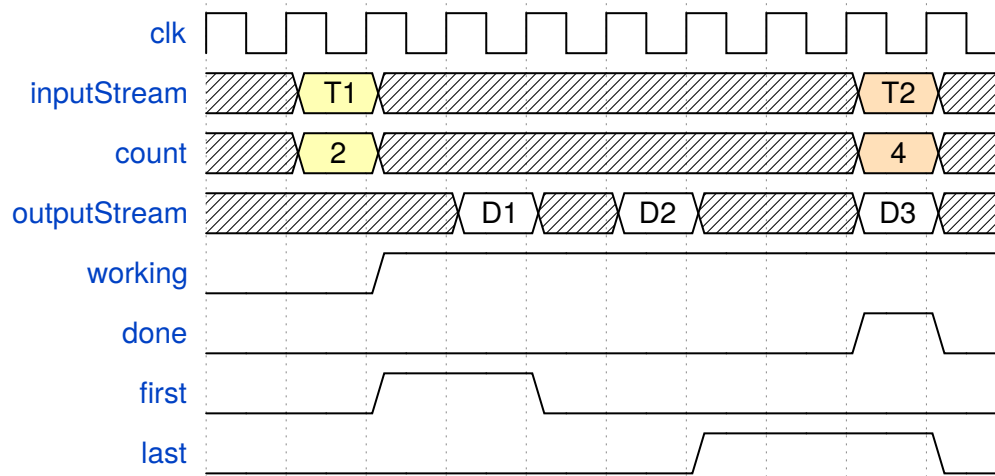 clk
inputStream T1 T2
count 2 4
outputStream D1 D2 D3
working
done
first
last